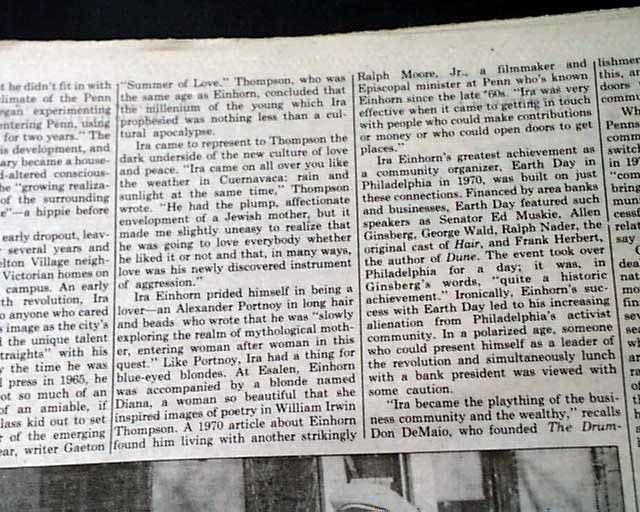 t he didn't fit in with
limate of the Penn
egan experimenting
entering Penn, using
for two years." The
is development, and
ary became a house-
d-altered conscious-
he "growing realiza-
of the surrounding
e"—a hippie before
early dropout, leav-
several years and
elton Village neigh-
Victorian homes on
campus. An early
th revolution, Ira
o anyone who cared
s image as the city's
d the unique talent
traights" with his
y the time he was
l press in 1965, he
ot so much of an
of an amiable, if
lass kid out to set
r of the emerging
ear, writer Gaeton
"Summer of Love." Thompson, who was
the same age as Einhorn, concluded that
the millenium of the young which Ira
prophesied was nothing less than a cul-
tural apocalypse.
Ira came to represent to Thompson the
dark underside of the new culture of love
and peace. "Ira came on all over you like
the weather in Cuernavaca: rain and
sunlight at the same time," Thompson
wrote. "He had the plump, affectionate
envelopment of a Jewish mother, but it
made me slightly uneasy to realize that
he was going to love everybody whether
he liked it or not and that, in many ways,
love was his newly discovered instrument
of aggression."
Ira Einhorn prided himself in being a
lover—an Alexander Portnoy in long hair
and beads who wrote that he was "slowly
exploring the realm of mythological moth-
er, entering woman after woman in this
quest." Like Portnoy, Ira had a thing for
blue-eyed blondes. At Esalen, Einhorn
was accompanied by a blonde named
Diana, a woman so beautiful that she
inspired images of poetry in William Irwin
Thompson. A 1970 article about Einhorn
found him living with another strikingly
Ralph Moore, Jr., a filmmaker and
Episcopal minister at Penn who's known
Einhorn since the late '60s. "Ira was very
effective when it came to getting in touch
with people who could make contributions
or money or who could open doors to get
places."
Ira Einhorn's greatest achievement as
a community organizer, Earth Day in
Philadelphia in 1970, was built on just
these connections. Financed by area banks
and businesses, Earth Day featured such
speakers as Senator Ed Muskie, Allen
Ginsberg, George Wald, Ralph Nader, the
original cast of Hair, and Frank Herbert,
the author of Dune. The event took over
Philadelphia for a day; it was, in
Ginsberg's words, "quite a historic
achievement." Ironically, Einhorn's suc-
cess with Earth Day led to his increasing
alienation from Philadelphia's activist
community. In a polarized age, someone
who could present himself as a leader of
the revolution and simultaneously lunch
with a bank president was viewed with
some caution.
"Ira became the plaything of the busi-
ness community and the wealthy," recalls
Don DeMaio, who founded The Drum-
lishmen
this, a
doors
comm
Wh
Penn
comm
switch
in 19
"com
brin
mun
cess
relat
say